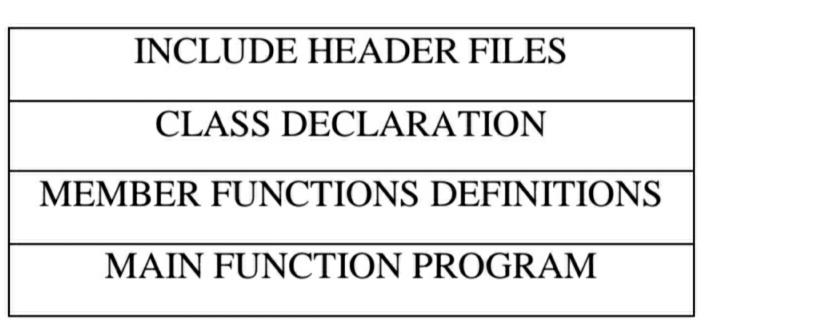 INCLUDE HEADER FILES
CLASS DECLARATION
MEMBER FUNCTIONS DEFINITIONS
MAIN FUNCTION PROGRAM